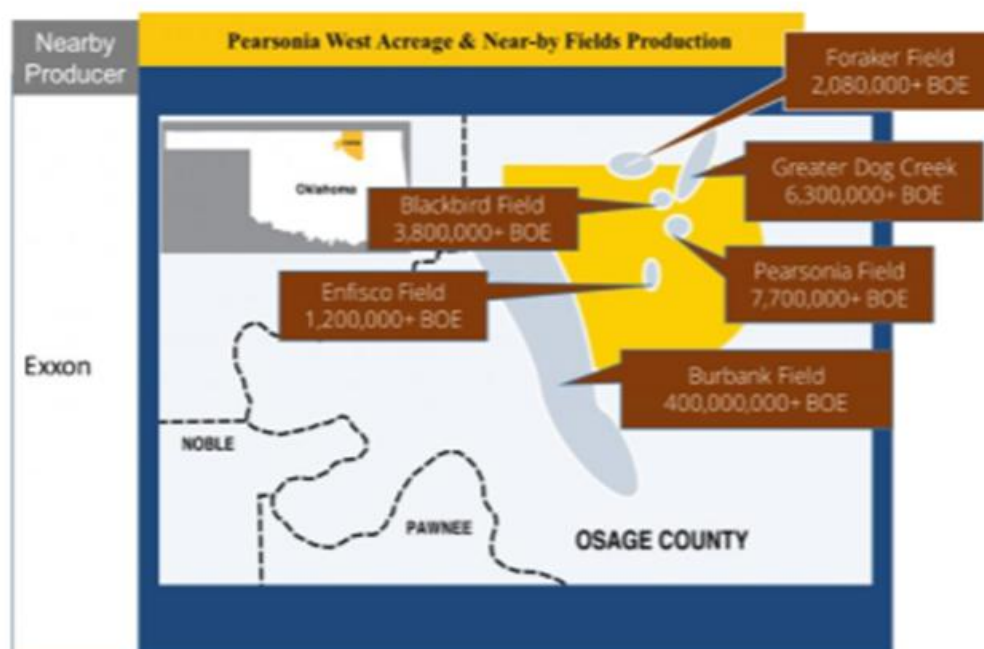 Nearby
Producer
Pearsonia West Acreage & Near-by Fields Production
Foraker Field
2,080,000+ BOE
Greater Dog Creek
6,300,000+ BOE
Oklahoma
Blackbird Field
3,800,000+ BOE
Pearsonia Field
7,700,000+ BOE
Enfisco Field
1,200,000+ BOE
Exxon
Burbank Field
400,000,000+ BOE
NOBLE
PAWNEE
OSAGE COUNTY